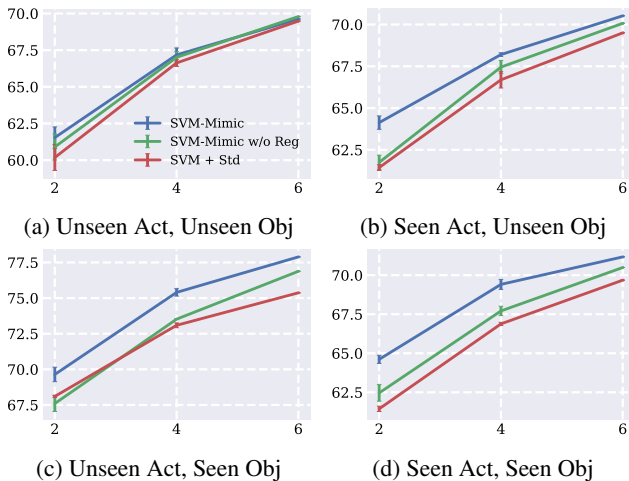 70.0
67.5
65.0
62.5
60.0
SVM-Mimic
SVM-Mimic w/o Reg
SVM + Std
2 4 6
(a) Unseen Act, Unseen Obj
70.0
67.5
65.0
62.5
2 4 6
(b) Seen Act, Unseen Obj
77.5
75.0
72.5
70.0
67.5
2 4 6
(c) Unseen Act, Seen Obj
70.0
67.5
65.0
62.5
2 4 6
(d) Seen Act, Seen Obj